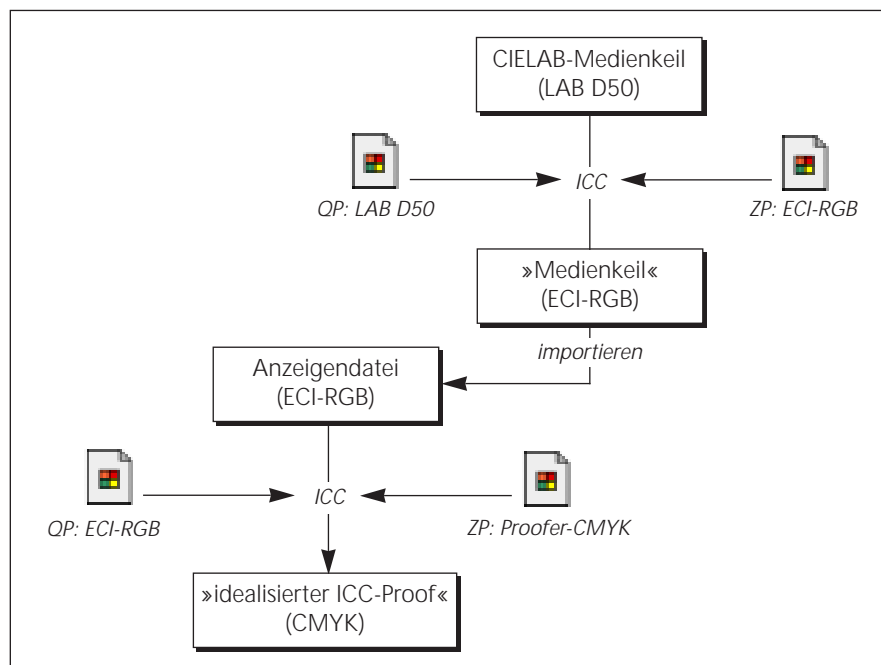 CIELAB-Medienkeil
(LAB D50)
ICC
QP: LAB D50
ZP: ECI-RGB
»Medienkeil«
(ECI-RGB)
importieren
Anzeigendatei
(ECI-RGB)
ICC
QP: ECI-RGB
ZP: Proofer-CMYK
»idealisierter ICC-Proof«
(CMYK)